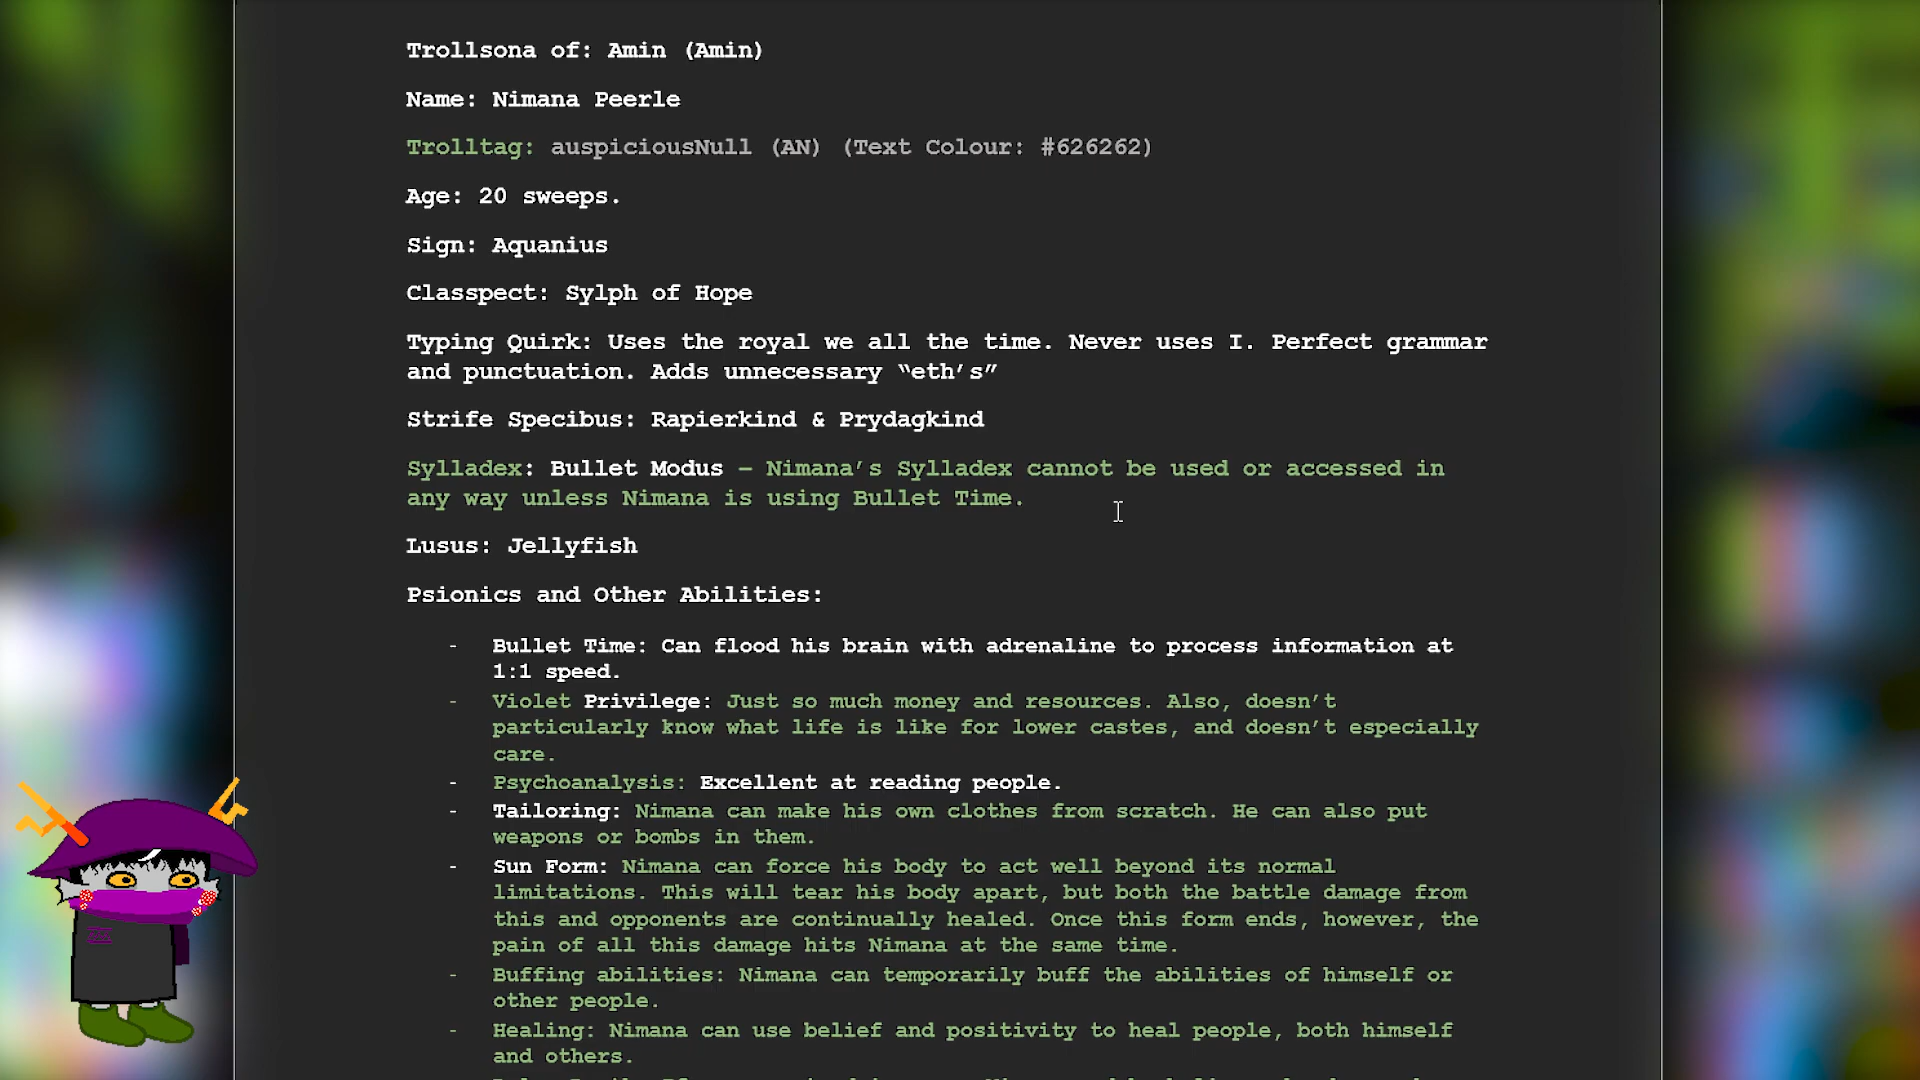 Trollsona of: Amin (Amin)
Name: Nimana Peerle
Trolltag: auspiciousNull (AN) (Text Colour: #626262)
Age: 20 sweeps.
Sign: Aquanius
Classpect: Sylph of Hope
Typing Quirk: Uses the royal we all the time. Never uses I. Perfect grammar
and punctuation. Adds unnecessary “eth’s”
Strife Specibus: Rapierkind & Prydagkind
Sylladex: Bullet Modus – Nimana’s Sylladex cannot be used or accessed in
any way unless Nimana is using Bullet Time.
Lusus: Jellyfish
Psionics and Other Abilities:
- Bullet Time: Can flood his brain with adrenaline to process information at
1:1 speed.
- Violet Privilege: Just so much money and resources. Also, doesn’t
particularly know what life is like for lower castes, and doesn’t especially
care.
- Psychoanalysis: Excellent at reading people.
- Tailoring: Nimana can make his own clothes from scratch. He can also put
weapons or bombs in them.
- Sun Form: Nimana can force his body to act well beyond its normal
limitations. This will tear his body apart, but both the battle damage from
this and opponents are continually healed. Once this form ends, however, the
pain of all this damage hits Nimana at the same time.
- Buffing abilities: Nimana can temporarily buff the abilities of himself or
other people.
- Healing: Nimana can use belief and positivity to heal people, both himself
and others.